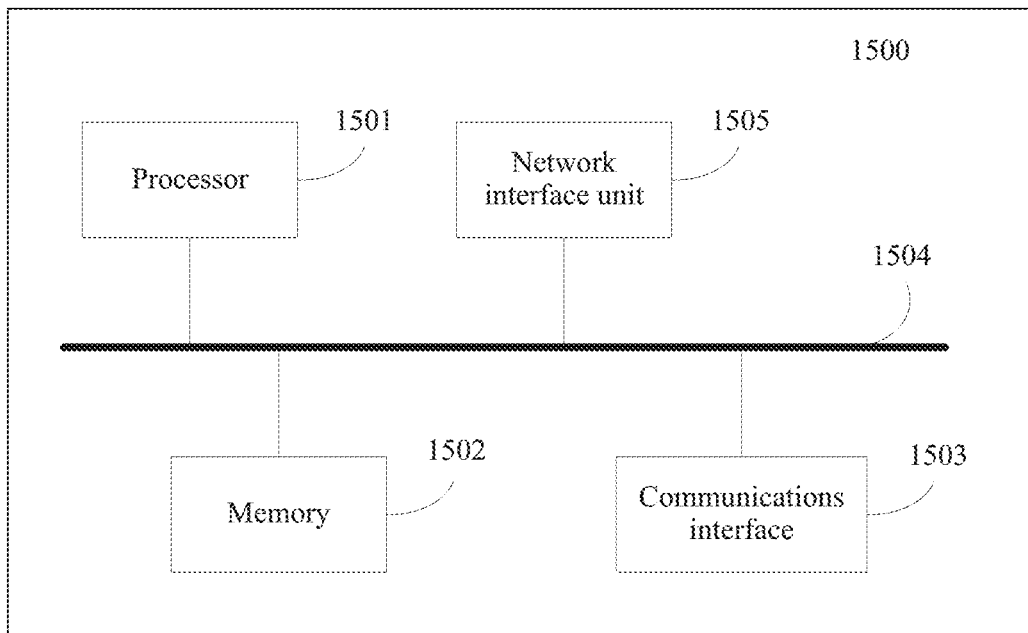 1500
1501
Processor
1505
Network
interface unit
1504
1502
Memory
1503
Communications
interface